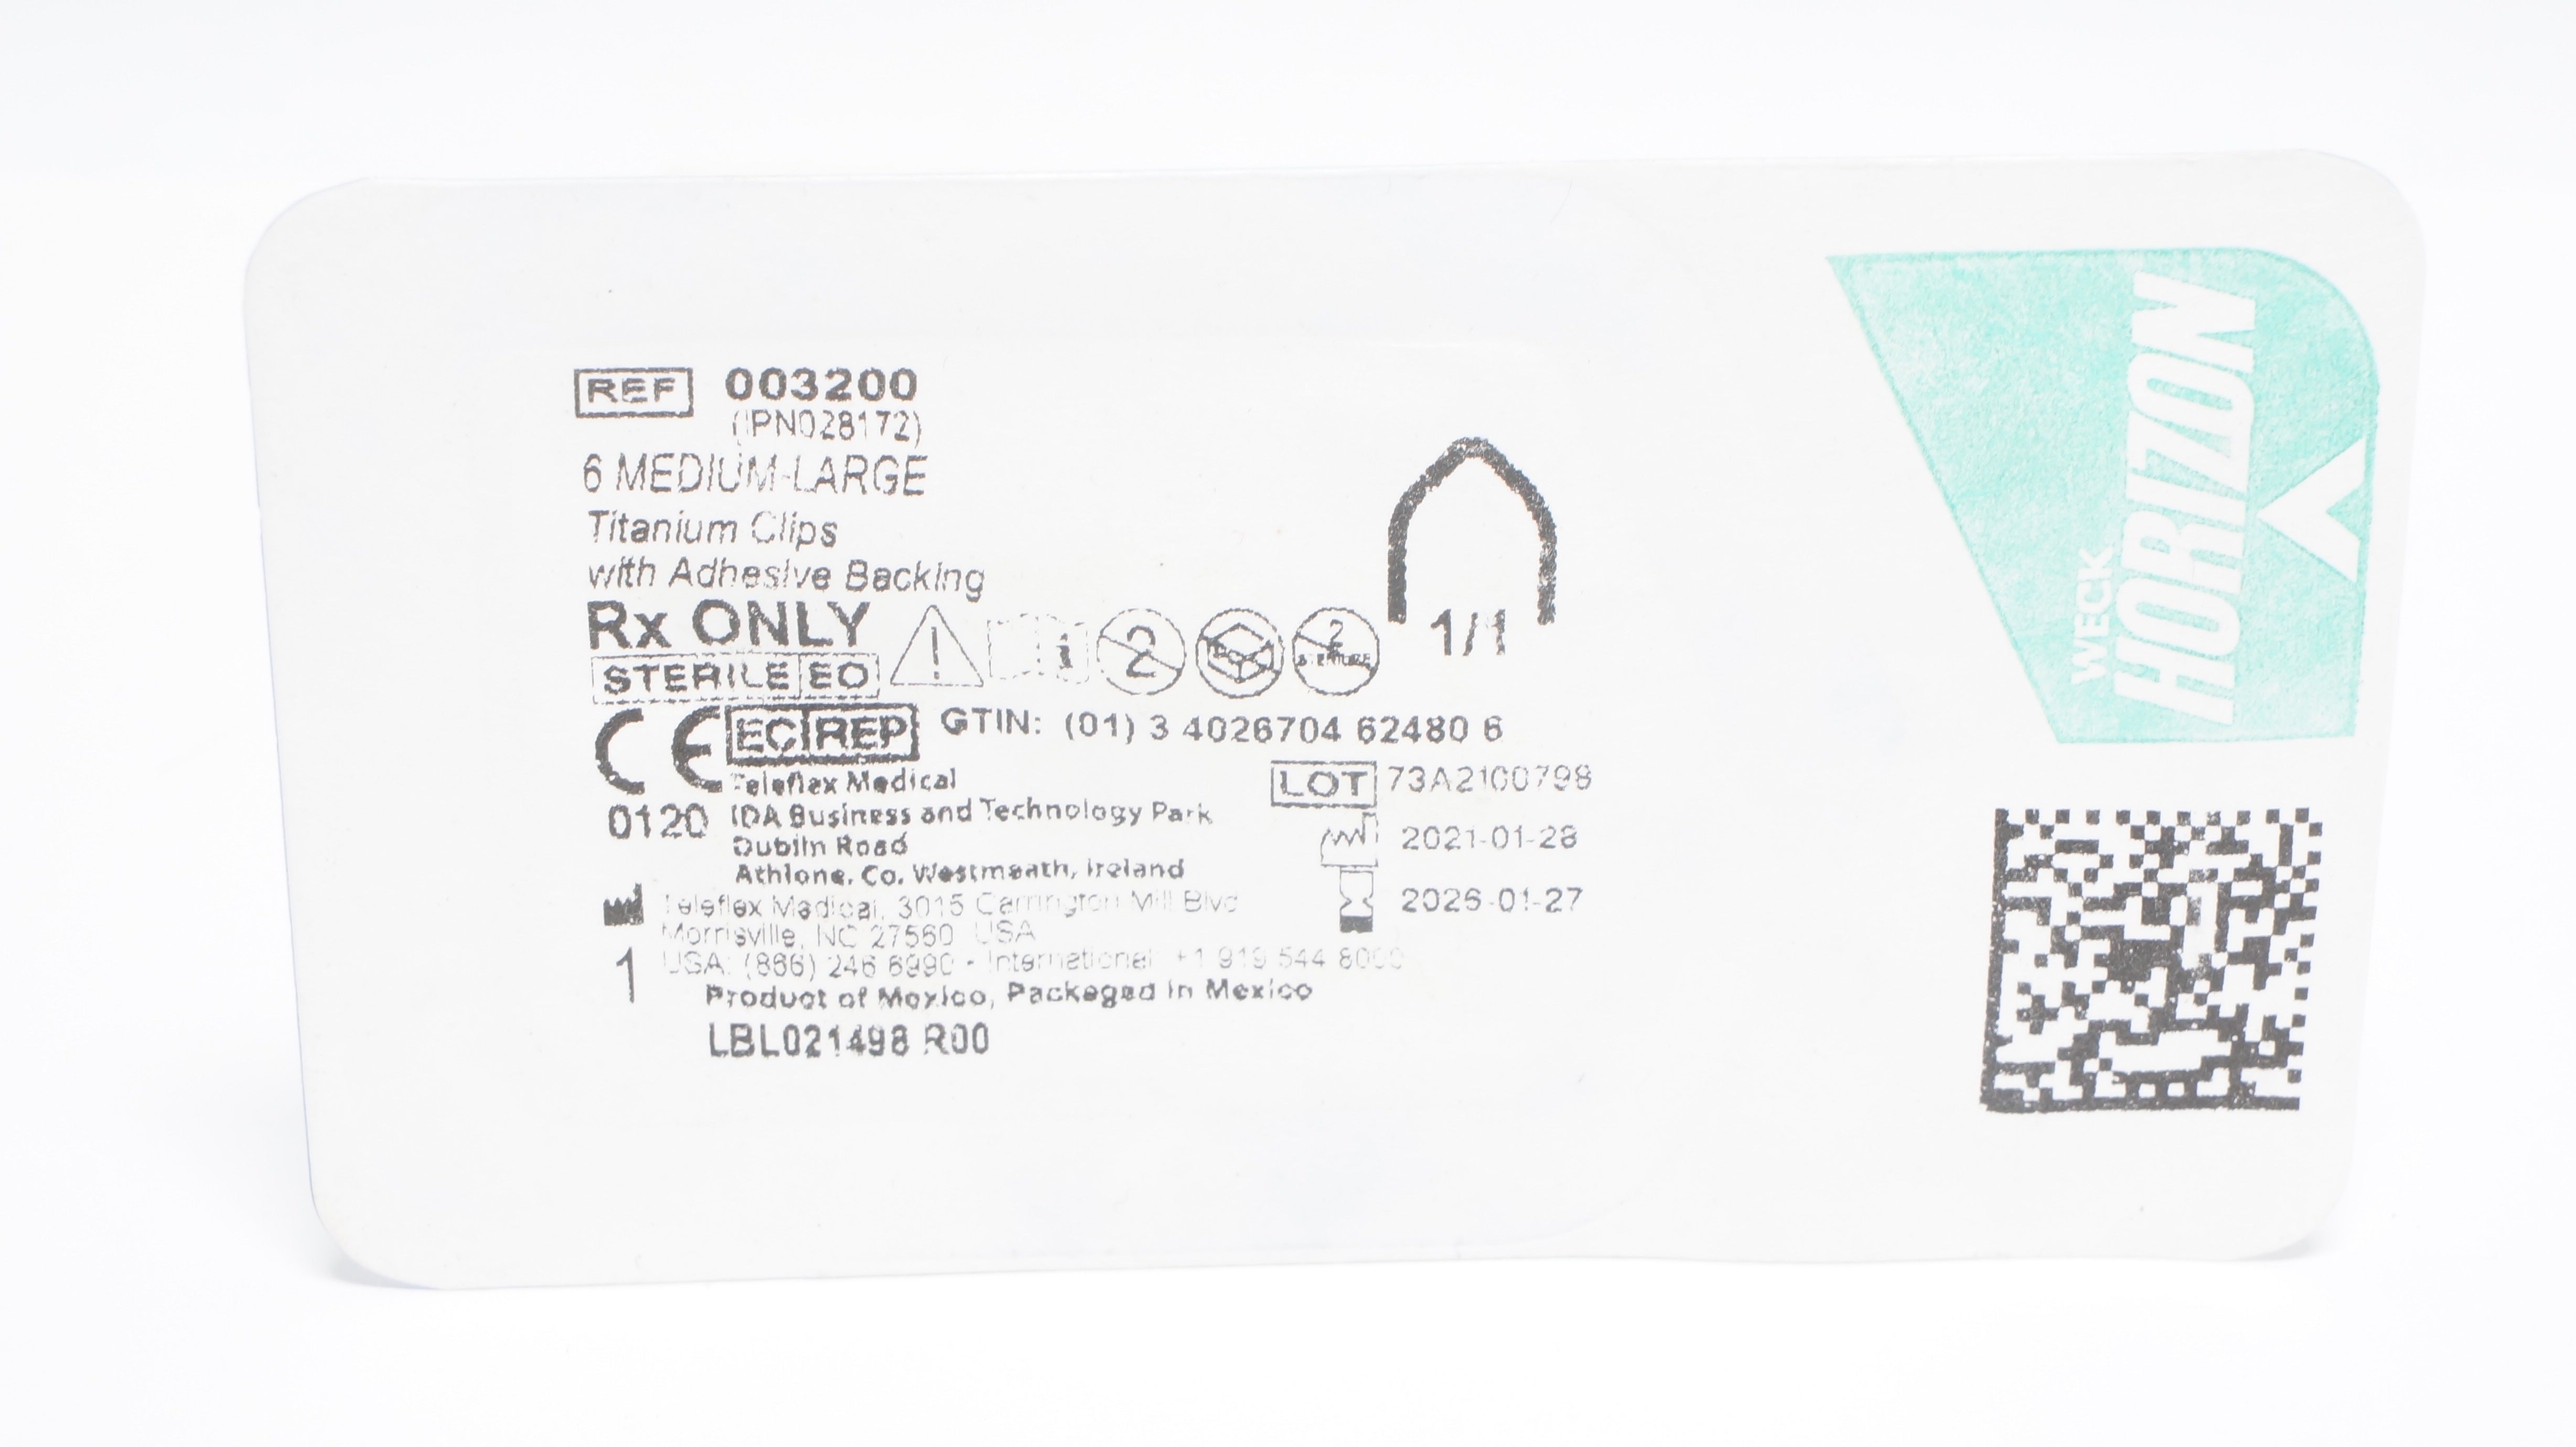 REF 003200
(IPN028172)
6 MEDIUM-LARGE
Titanium Clips
with Adhesive Backing
Rx ONLY
STERILE EO
2
2 STERILIZE
1/1
CE EC REP GTIN: (01) 3 4026704 62480 6
0120
Teleflex Medical
IDA Business and Technology Park
Dublin Road
Athlone, Co. Westmeath, Ireland
LOT 73A2100798
2021-01-28
2026-01-27
Teleflex Medical, 3015 Carrington Mill Blvd
Morrisville, NC 27560 USA
1 USA: (866) 246 6990 - International +1 919 544 8000
Product of Mexico, Packaged in Mexico
LBL021498 R00
WECK
HORIZON